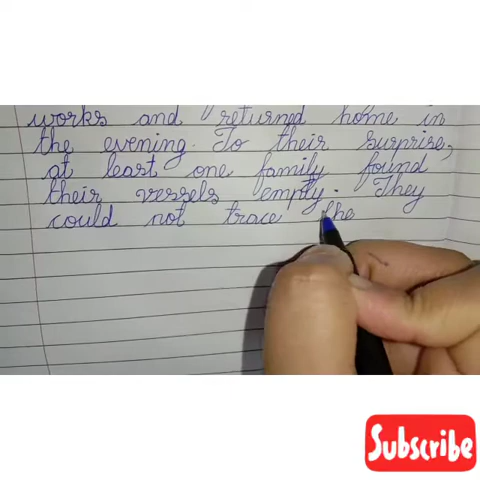 works and returned home in
the evening. To their surprise,
at least one family found
their vessels empty. They
could not trace the
Subscribe